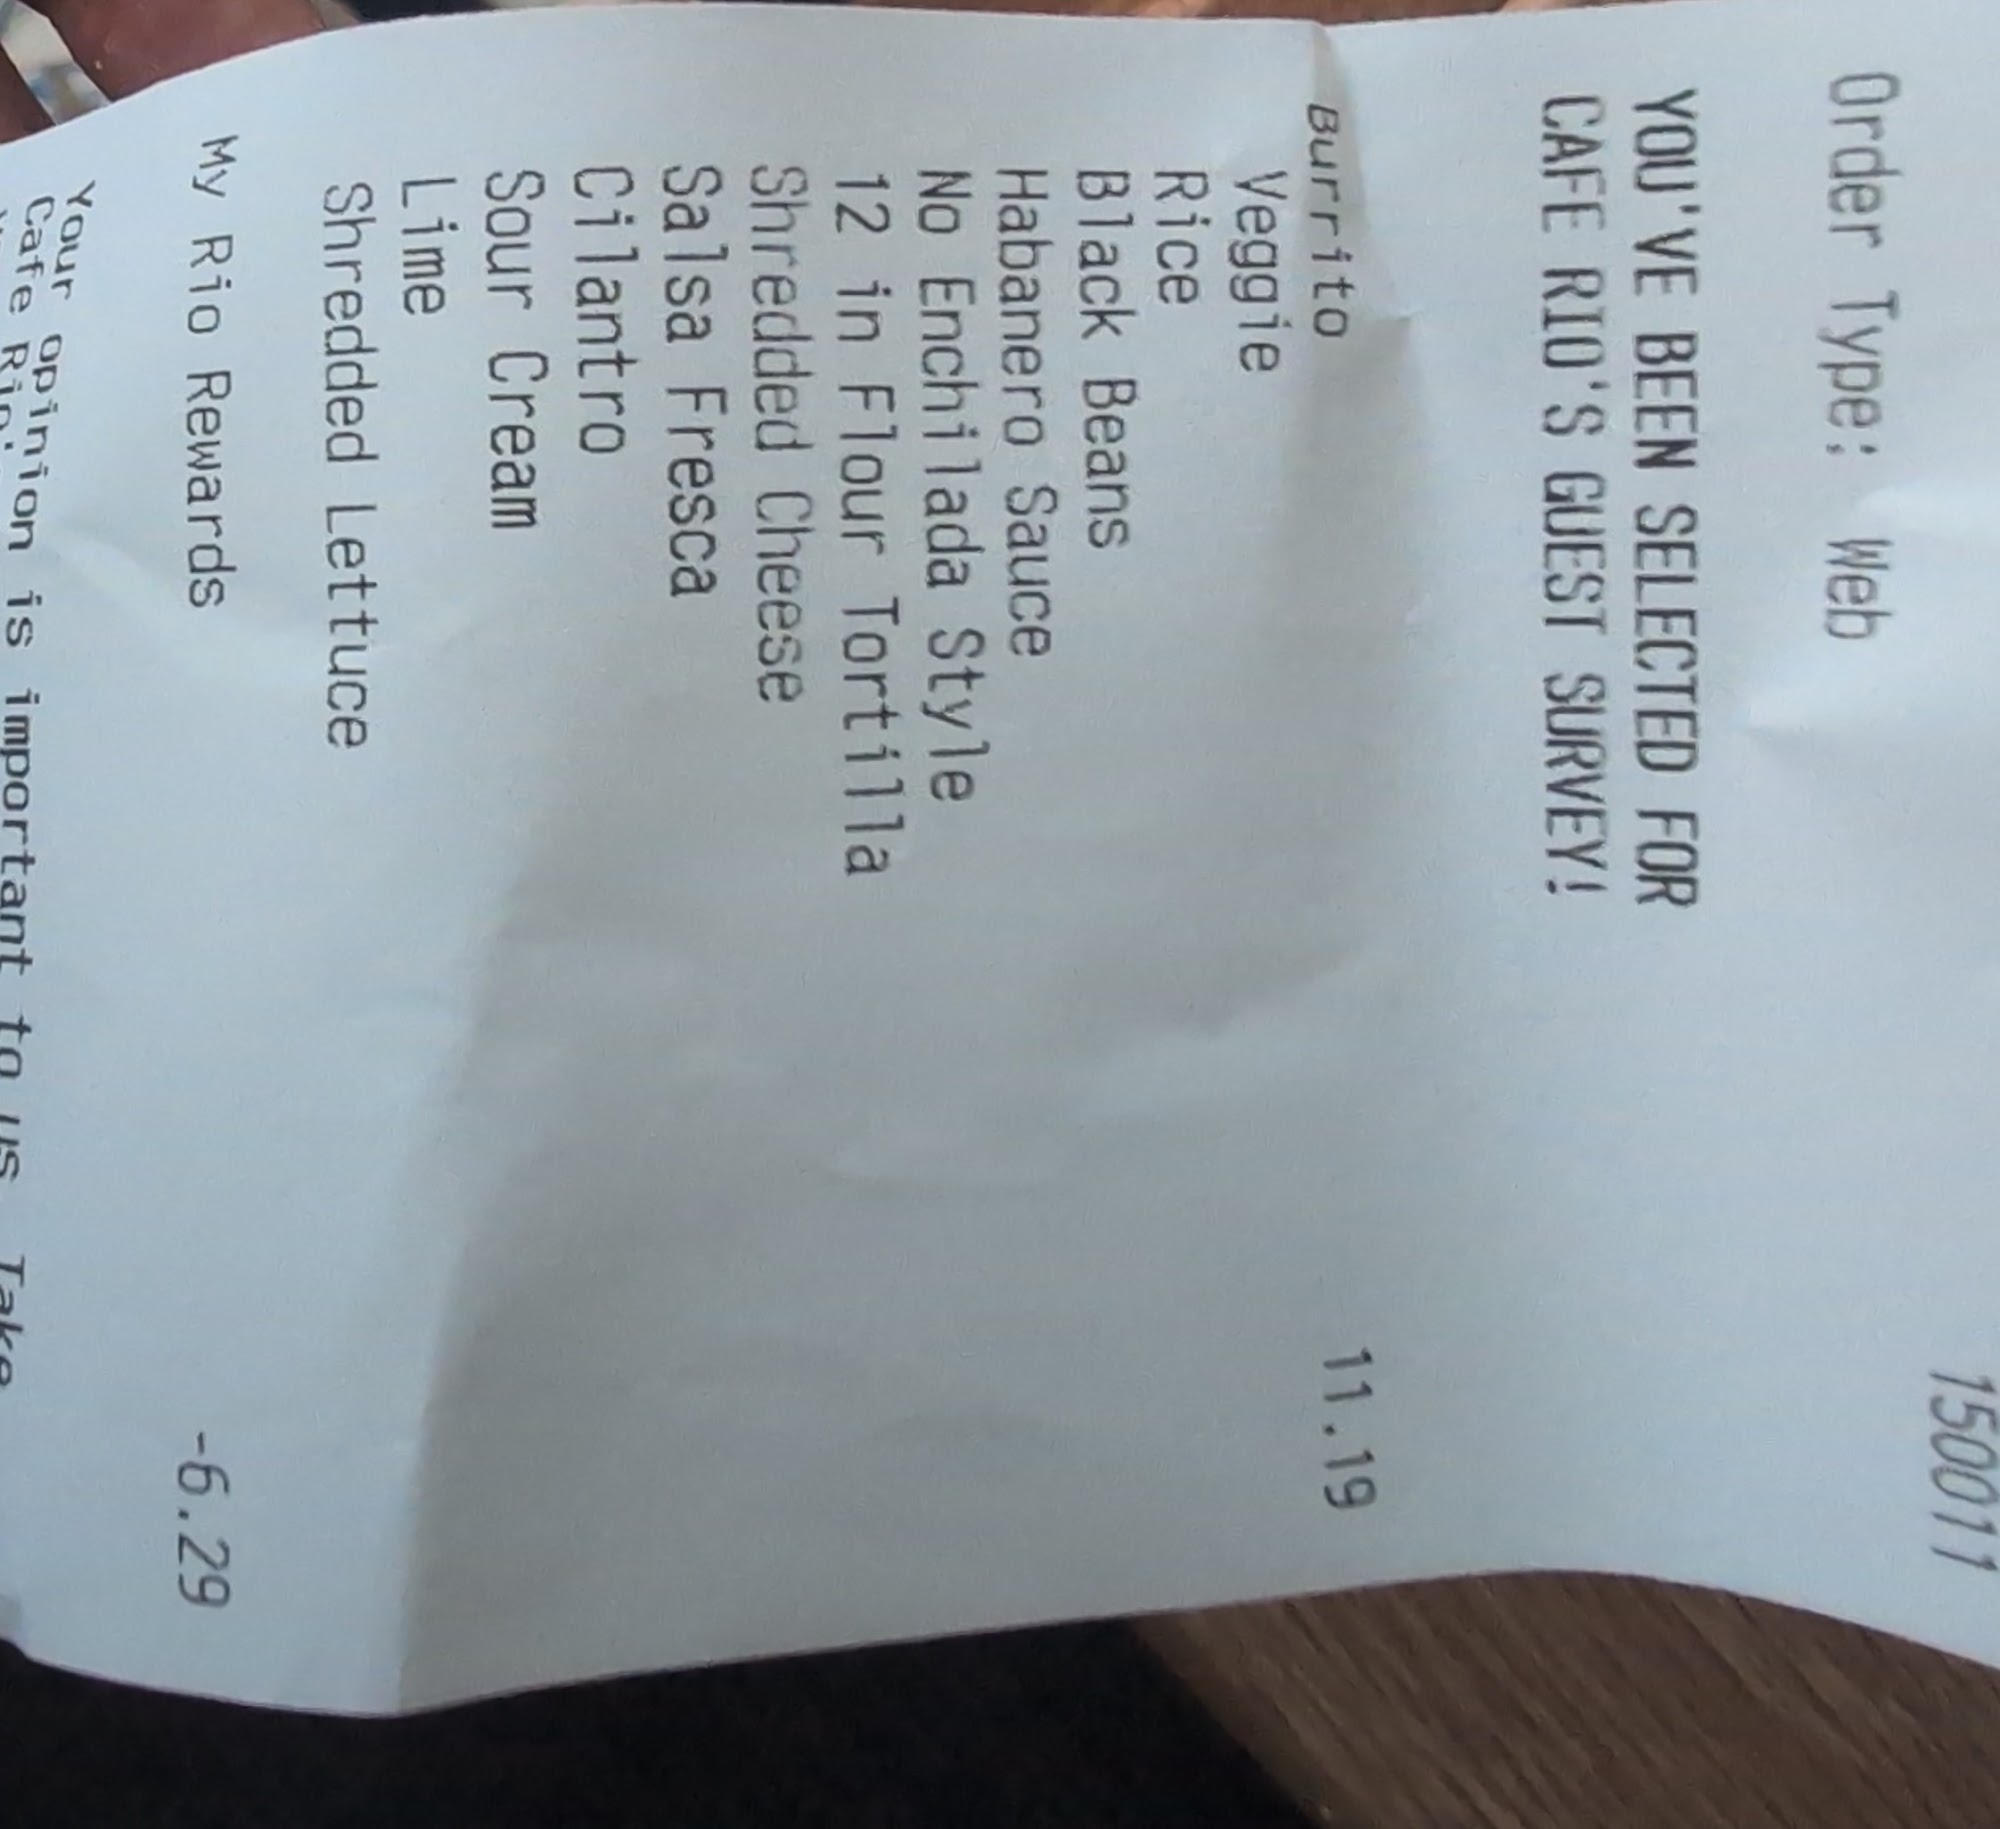 150011
Order Type: Web
YOU'VE BEEN SELECTED FOR
CAFE RIO'S GUEST SURVEY!
Burrito 11.19
Veggie
Rice
Black Beans
Habanero Sauce
No Enchilada Style
12 in Flour Tortilla
Shredded Cheese
Salsa Fresca
Cilantro
Sour Cream
Lime
Shredded Lettuce
My Rio Rewards -6.29
Your opinion is important to us. Take
Cafe